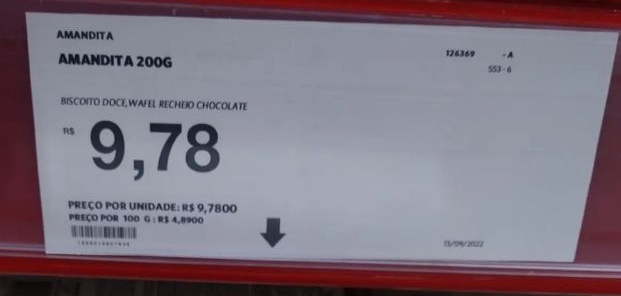 AMANDITA
126369 - A
AMANDITA 200G
553-6
BISCOITO DOCE, WAFEL RECHEIO CHOCOLATE
R$ 9,78
PREÇO POR UNIDADE: R$ 9,7800
PREÇO POR 100 G : R$ 4,8900
13/09/2022